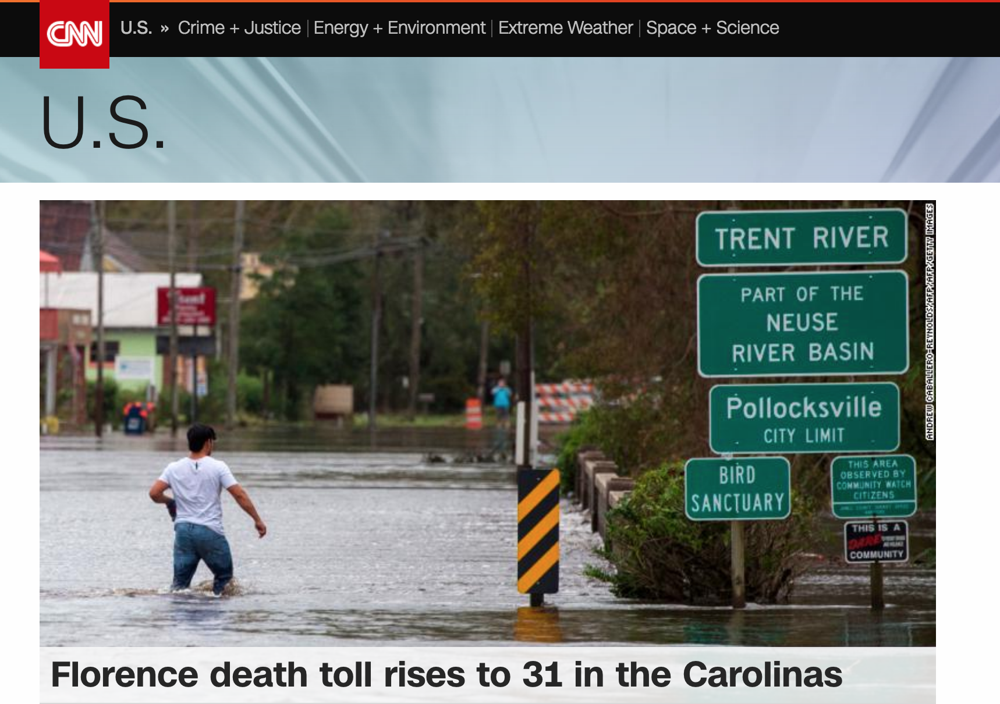 CNN
U.S. » Crime + Justice | Energy + Environment | Extreme Weather | Space + Science
U.S.
ANDREW CABALLERO-REYNOLDS/AFP/AFP/GETTY IMAGES
TRENT RIVER
PART OF THE
NEUSE
RIVER BASIN
Pollocksville
CITY LIMIT
BIRD
SANCTUARY
THIS AREA
OBSERVED BY
COMMUNITY WATCH
CITIZENS
THIS IS A
DARE
COMMUNITY
Florence death toll rises to 31 in the Carolinas